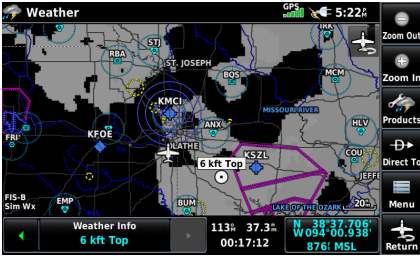 Weather
GPS
5:22
Zoom Out
Zoom In
Products
Direct To
Menu
Return
STJ
RBA
ST. JOSEPH
BQS
MCM
KMCI
MISSOURI RIVER
HLV
ANX
KFOE
FRI
OLATHE
KSZL
COU
6 kft Top
JEFFE
FIS-B
Sim Wx
EMP
BUM
LAKE OF THE OZARK
20
Weather Info
6 kft Top
113 37.3
00:17:12
N 38°37.706'
W094°00.938'
876 MSL